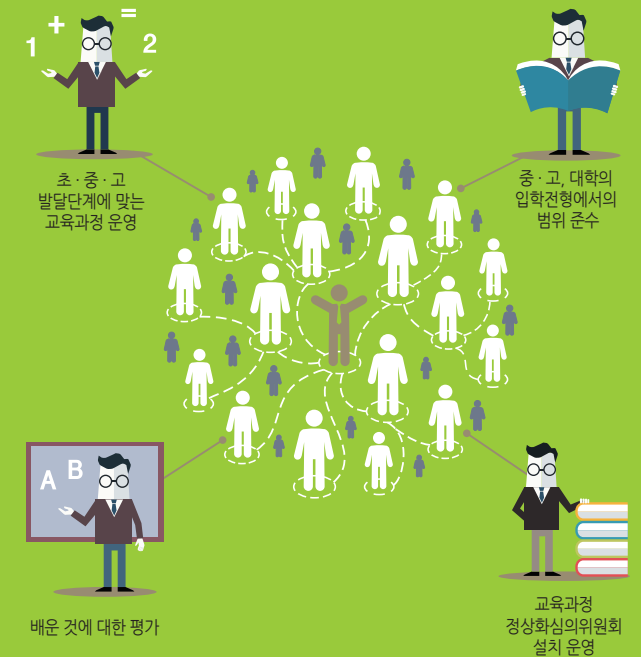 1 + = 2
초 · 중 · 고
발달단계에 맞는
교육과정 운영
중 · 고, 대학의
입학전형에서의
범위 준수
A B
배운 것에 대한 평가
교육과정
정상화심의위원회
설치 운영